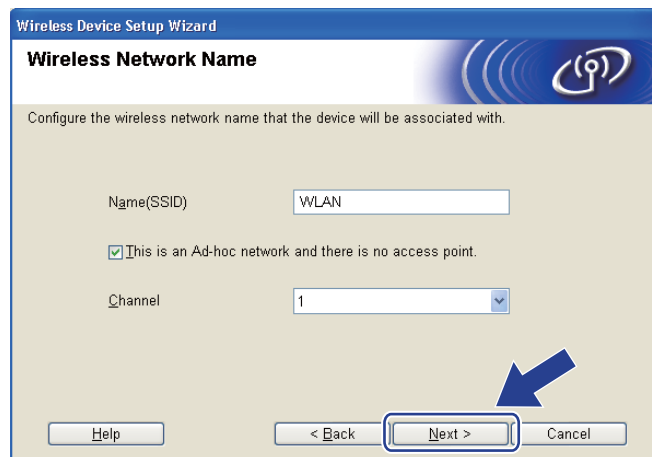 Wireless Device Setup Wizard
Wireless Network Name
Configure the wireless network name that the device will be associated with.
Name(SSID) WLAN
This is an Ad-hoc network and there is no access point.
Channel 1
Help < Back Next > Cancel